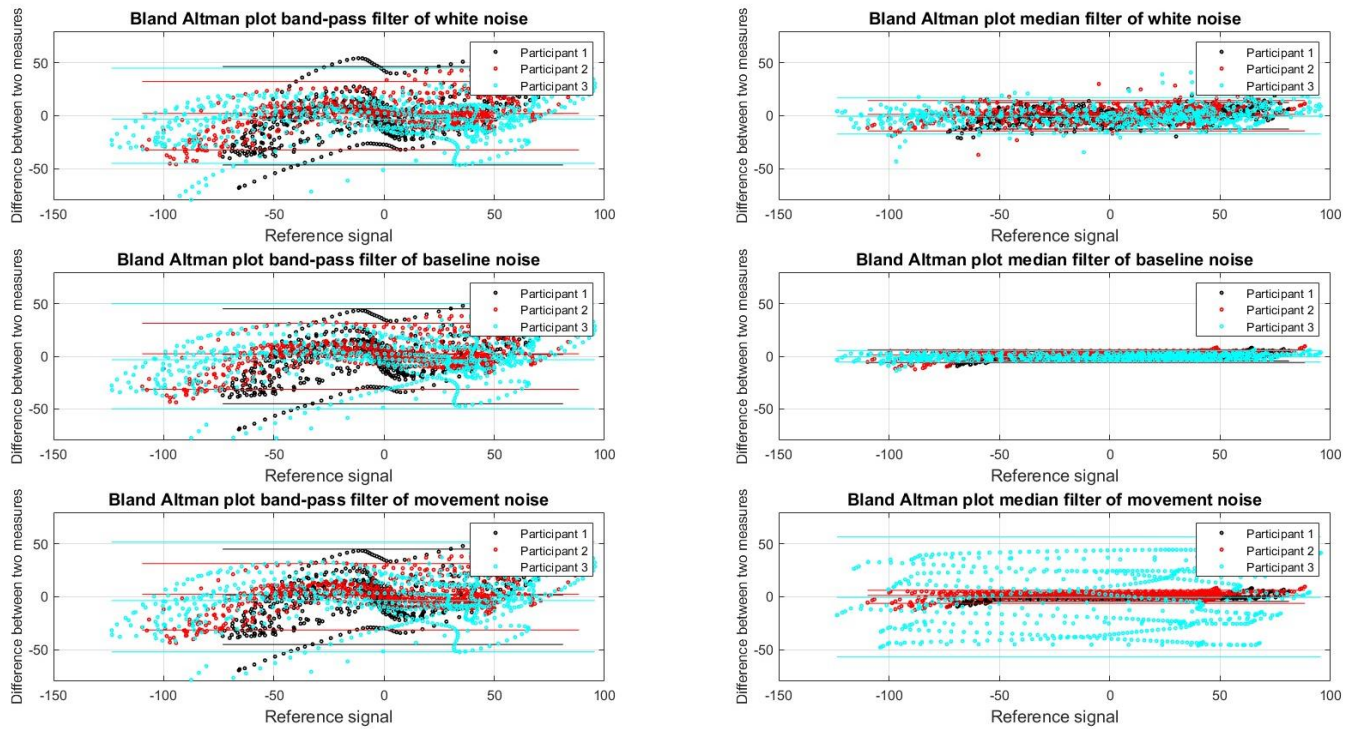 Bland Altman plot band-pass filter of white noise
Difference between two measures
50
0
-50
-150 -100 -50 0 50 100
Reference signal
Participant 1
Participant 2
Participant 3
Bland Altman plot median filter of white noise
Difference between two measures
50
0
-50
-150 -100 -50 0 50 100
Reference signal
Participant 1
Participant 2
Participant 3
Bland Altman plot band-pass filter of baseline noise
Difference between two measures
50
0
-50
-150 -100 -50 0 50 100
Reference signal
Participant 1
Participant 2
Participant 3
Bland Altman plot median filter of baseline noise
Difference between two measures
50
0
-50
-150 -100 -50 0 50 100
Reference signal
Participant 1
Participant 2
Participant 3
Bland Altman plot band-pass filter of movement noise
Difference between two measures
50
0
-50
-150 -100 -50 0 50 100
Reference signal
Participant 1
Participant 2
Participant 3
Bland Altman plot median filter of movement noise
Difference between two measures
50
0
-50
-150 -100 -50 0 50 100
Reference signal
Participant 1
Participant 2
Participant 3